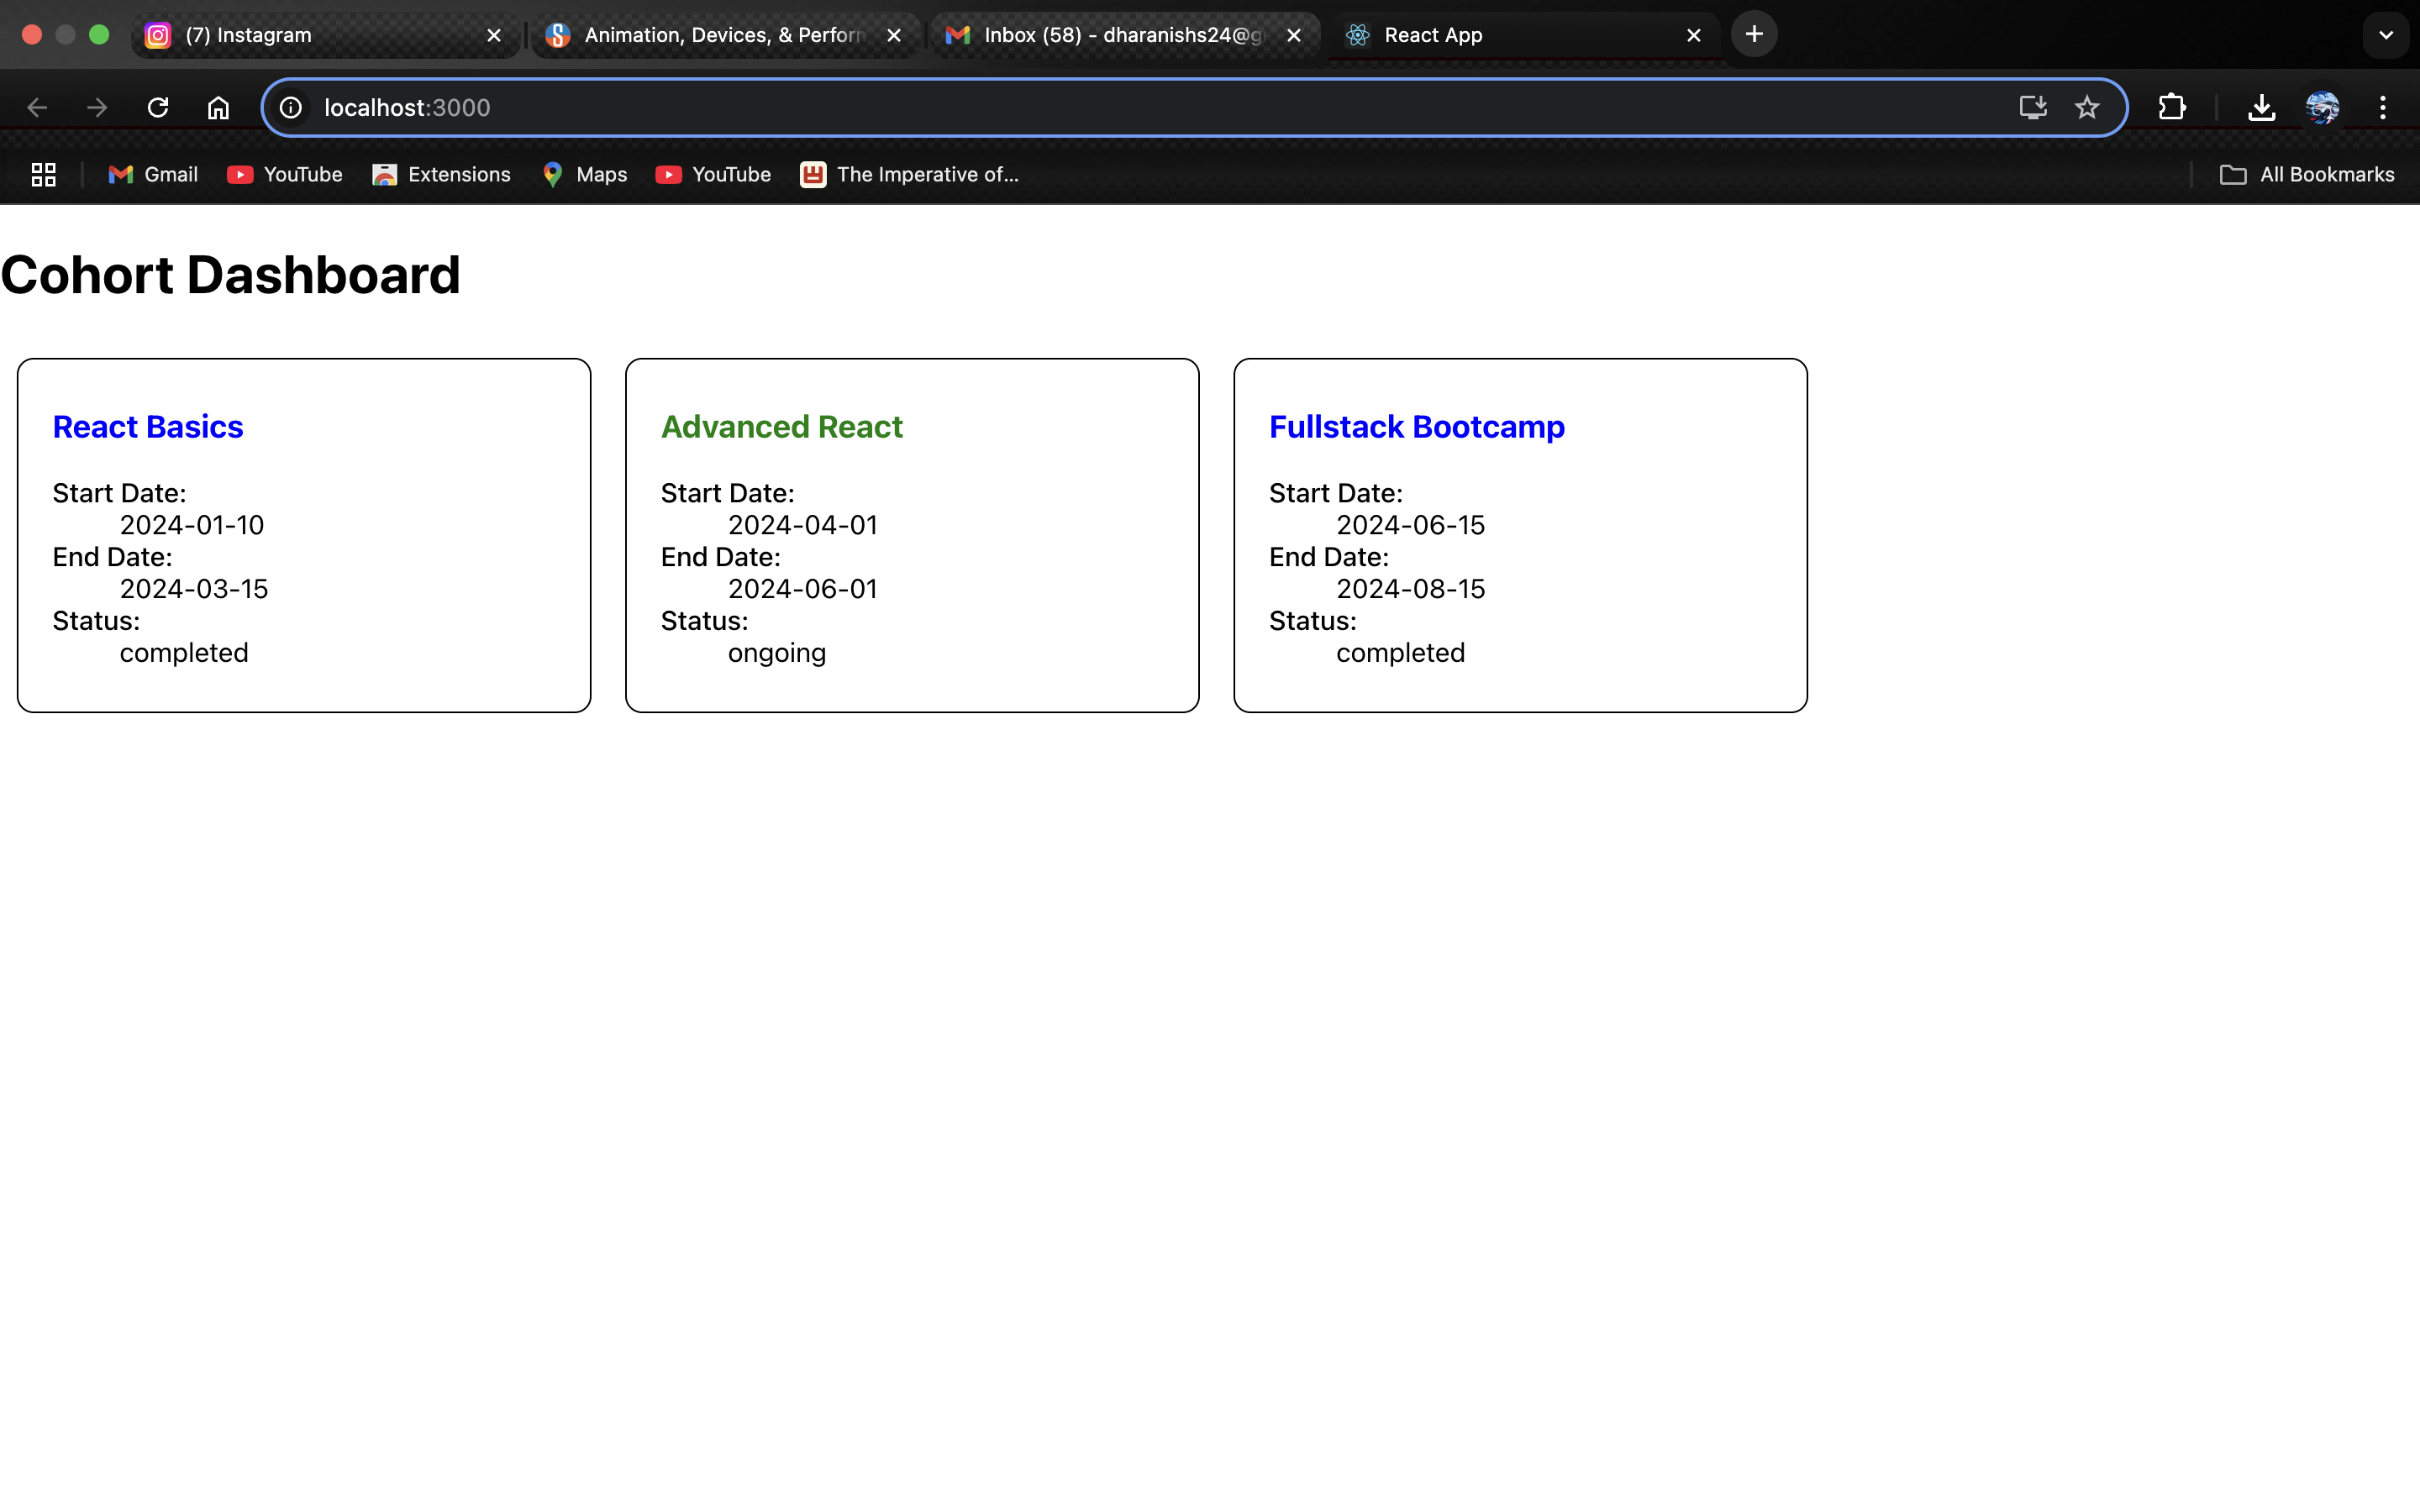 (7) Instagram
Animation, Devices, & Perforn
Inbox (58) - dharanishs24@g
React App
localhost:3000
Gmail
YouTube
Extensions
Maps
YouTube
The Imperative of...
All Bookmarks
Cohort Dashboard
React Basics
Start Date:
2024-01-10
End Date:
2024-03-15
Status:
completed
Advanced React
Start Date:
2024-04-01
End Date:
2024-06-01
Status:
ongoing
Fullstack Bootcamp
Start Date:
2024-06-15
End Date:
2024-08-15
Status:
completed